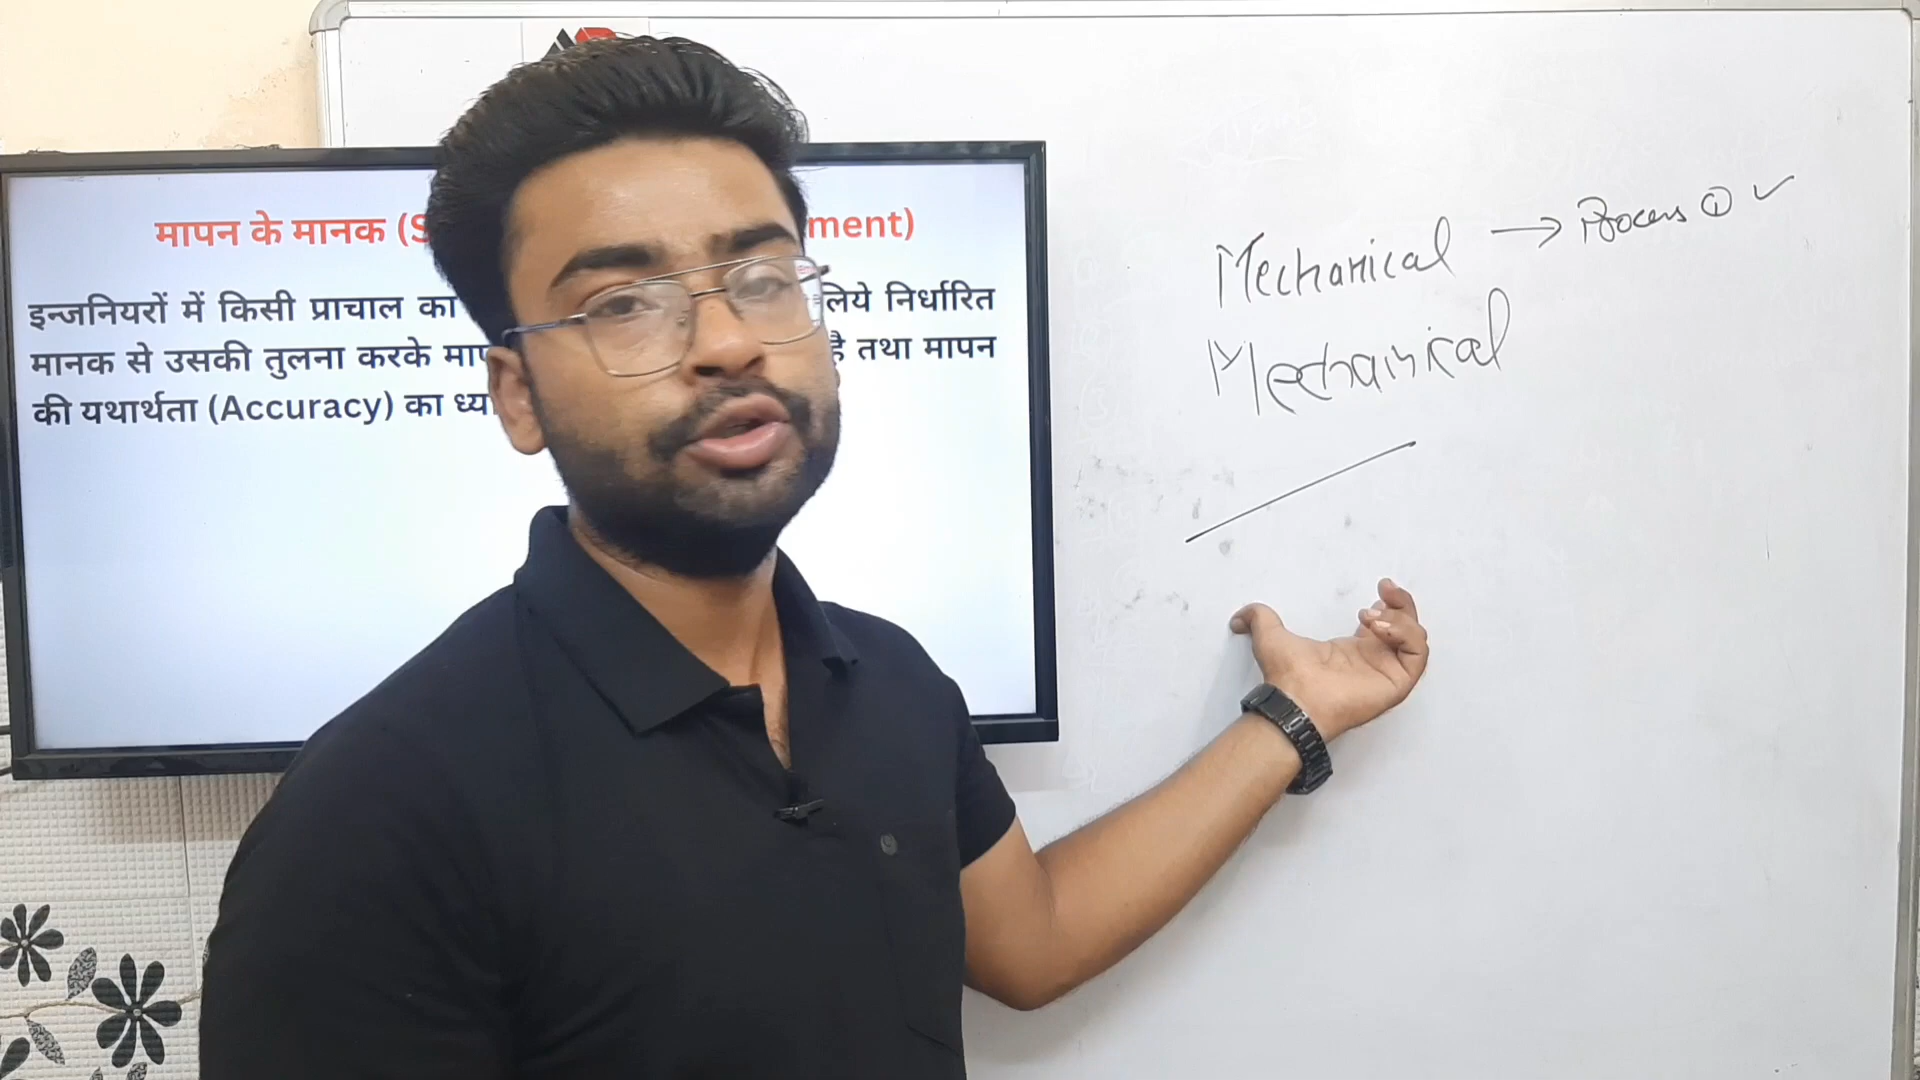 मापन के मानक (S ment)
इन्जनियरों में किसी प्राचाल का लिये निर्धारित
मानक से उसकी तुलना करके माप है तथा मापन
की यथार्थता (Accuracy) का ध्या
Mechanical → Process ① ✓
Mechanical